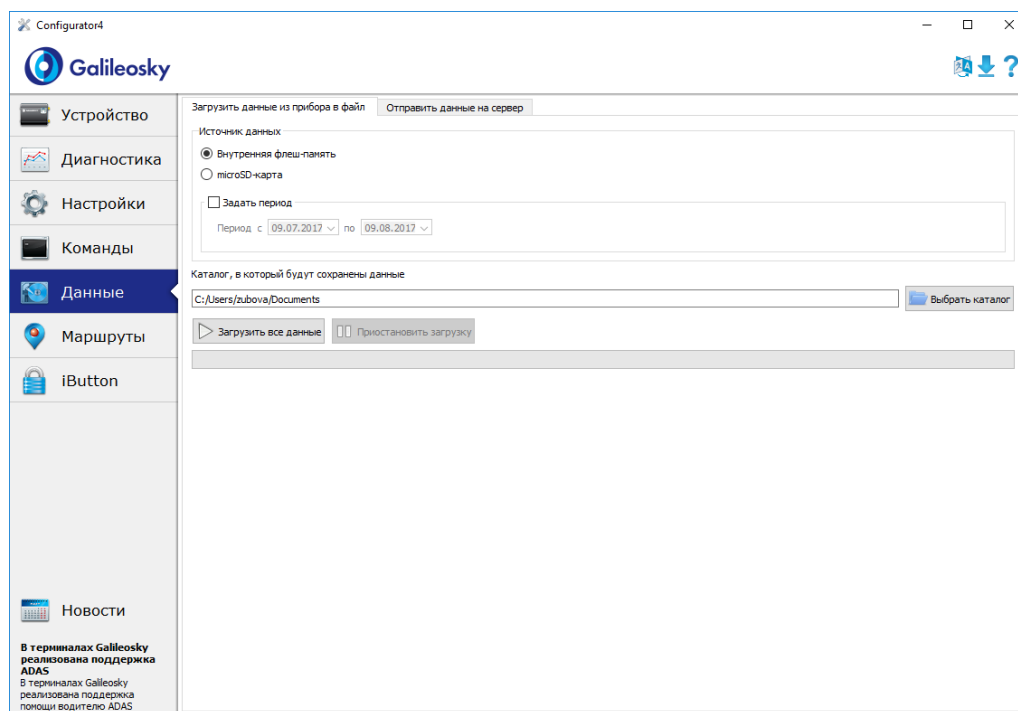 Configurator4
Galileosky
Устройство
Диагностика
Настройки
Команды
Данные
Маршруты
iButton
Новости
В терминалах Galileosky
реализована поддержка
ADAS
В терминалах Galileosky
реализована поддержка
помощи водителю ADAS
Загрузить данные из прибора в файл
Отправить данные на сервер
Источник данных
Внутренняя флеш-память
microSD-карта
Задать период
Период с 09.07.2017 по 09.08.2017
Каталог, в который будут сохранены данные
C:/Users/zubova/Documents
Выбрать каталог
Загрузить все данные
Приостановить загрузку